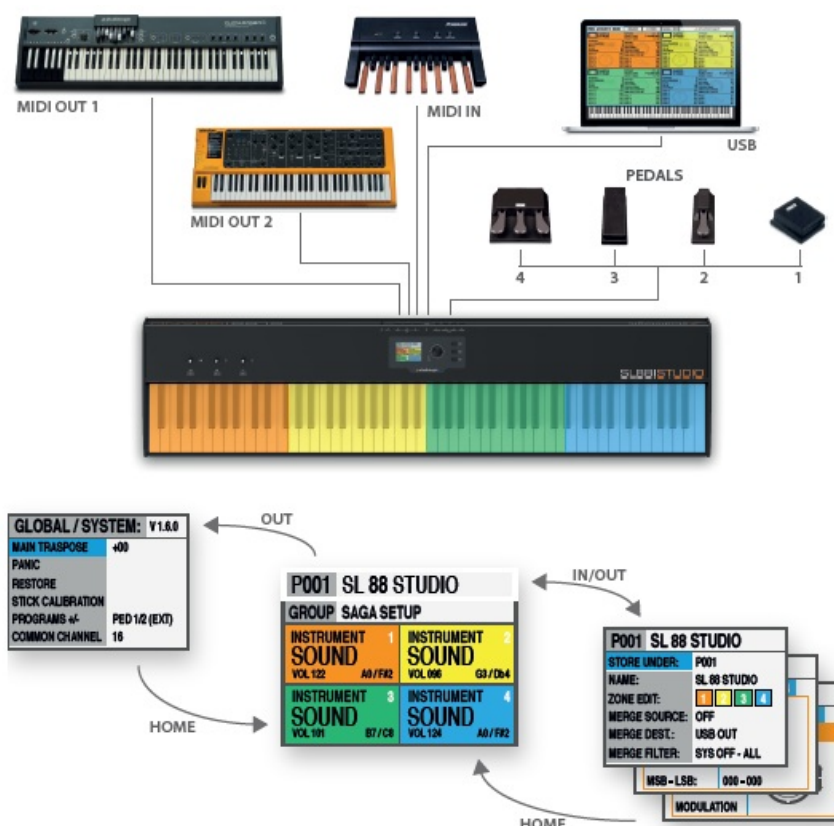 MIDI OUT 1
MIDI IN
USB
MIDI OUT 2
PEDALS
4 3 2 1
SL88STUDIO
GLOBAL / SYSTEM: V 1.6.0
MAIN TRASPOSE +00
PANIC
RESTORE
STICK CALIBRATION
PROGRAMS +/- PED 1/2 (EXT)
COMMON CHANNEL 16
OUT
HOME
P001 SL 88 STUDIO
GROUP SAGA SETUP
INSTRUMENT 1
SOUND
VOL 122 A0 / F#2
INSTRUMENT 2
SOUND
VOL 096 G3 / Db4
INSTRUMENT 3
SOUND
VOL 101 B7 / C8
INSTRUMENT 4
SOUND
VOL 124 A0 / F#2
IN/OUT
P001 SL 88 STUDIO
STORE UNDER: P001
NAME: SL 88 STUDIO
ZONE EDIT: 1 2 3 4
MERGE SOURCE: OFF
MERGE DEST.: USB OUT
MERGE FILTER: SYS OFF - ALL
MSB - LSB: 000 - 000
MODULATION
HOME